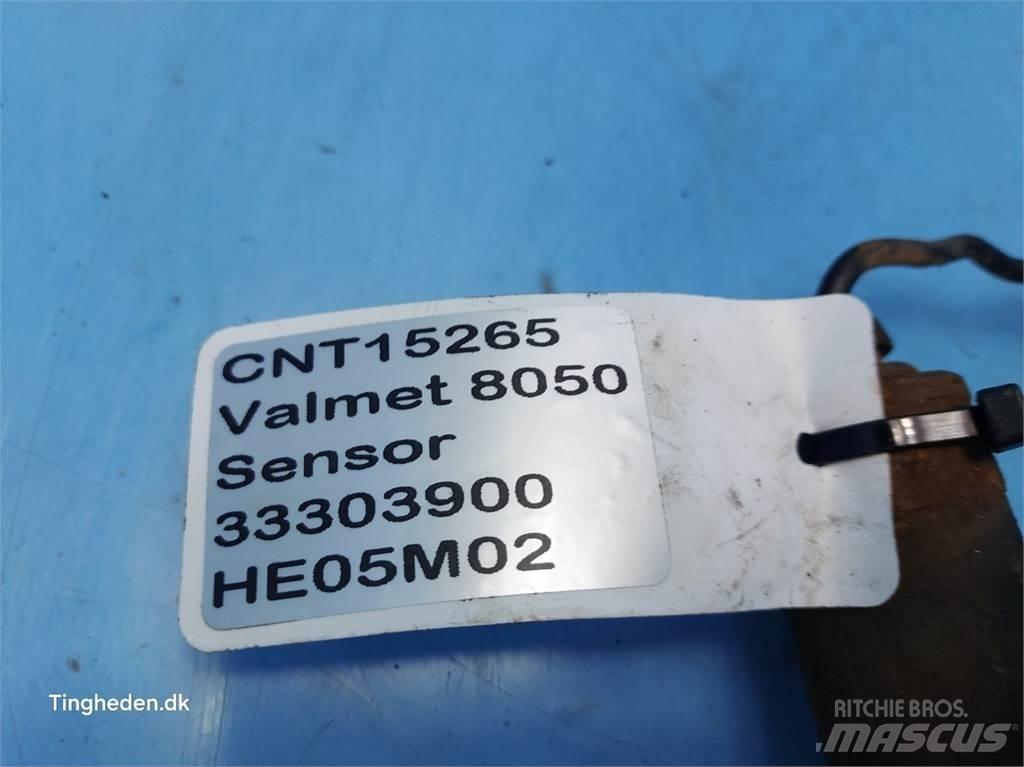 CNT15265
Valmet 8050
Sensor
33303900
HE05M02
Tingheden.dk
RITCHIE BROS.
MASCUS